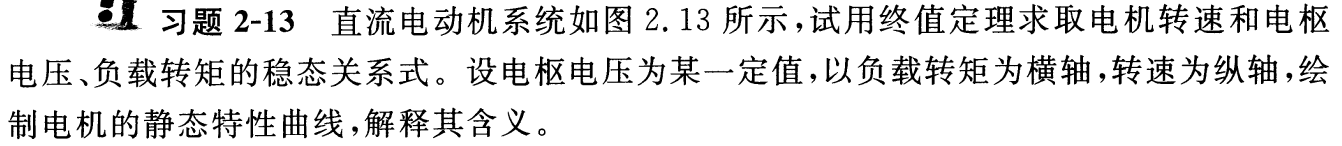 习题 2-13 直流电动机系统如图 2.13 所示,试用终值定理求取电机转速和电枢
电压、负载转矩的稳态关系式。设电枢电压为某一定值,以负载转矩为横轴,转速为纵轴,绘
制电机的静态特性曲线,解释其含义。